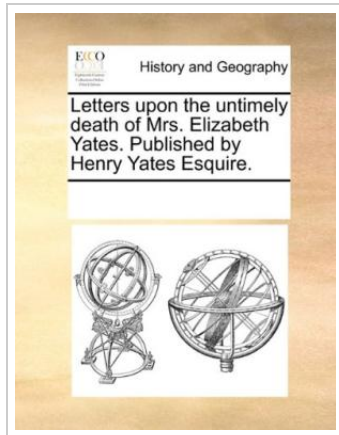 ECCO
History and Geography
Letters upon the untimely
death of Mrs. Elizabeth
Yates. Published by
Henry Yates Esquire.